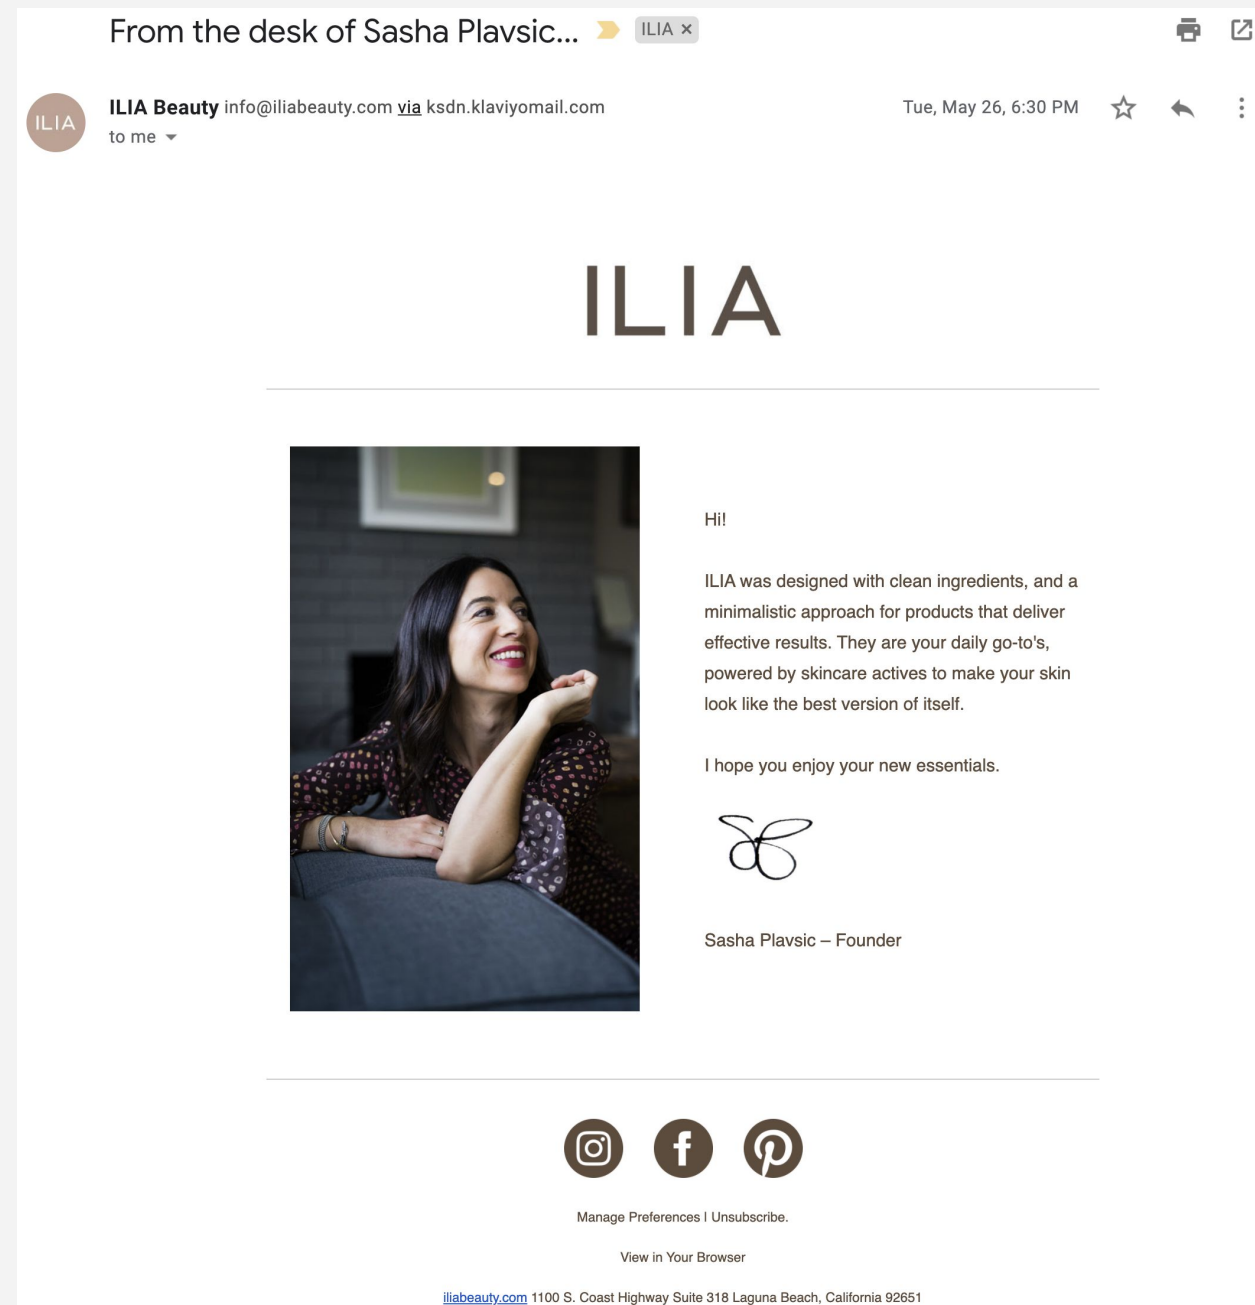 From the desk of Sasha Plavsic...
ILIA ×
ILIA
ILIA Beauty info@iliabeauty.com via ksdn.klaviyomail.com
Tue, May 26, 6:30 PM
to me
ILIA
Hi!
ILIA was designed with clean ingredients, and a
minimalistic approach for products that deliver
effective results. They are your daily go-to's,
powered by skincare actives to make your skin
look like the best version of itself.
I hope you enjoy your new essentials.
Sasha Plavsic – Founder
Manage Preferences | Unsubscribe.
View in Your Browser
iliabeauty.com 1100 S. Coast Highway Suite 318 Laguna Beach, California 92651